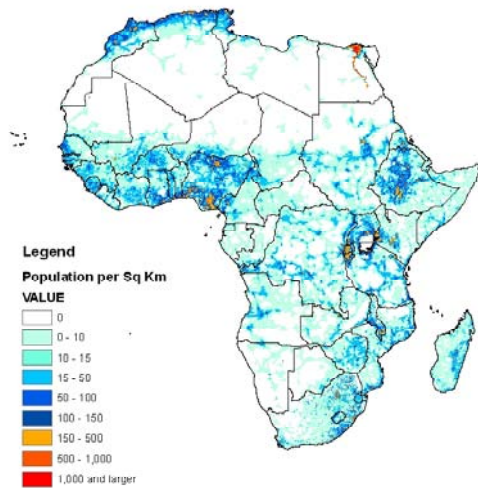 Legend
Population per Sq Km
VALUE
0
0 - 10
10 - 15
15 - 50
50 - 100
100 - 150
150 - 500
500 - 1,000
1,000 and larger